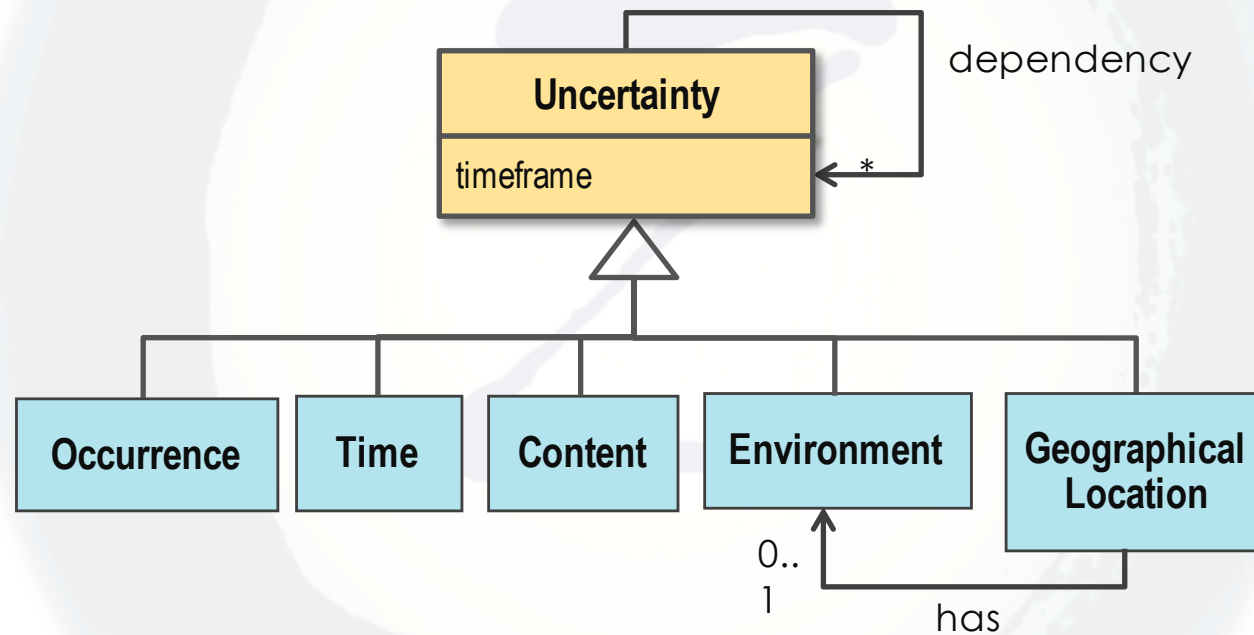 dependency
Uncertainty
timeframe
*
Occurrence
Time
Content
Environment
Geographical
Location
0..
1
has